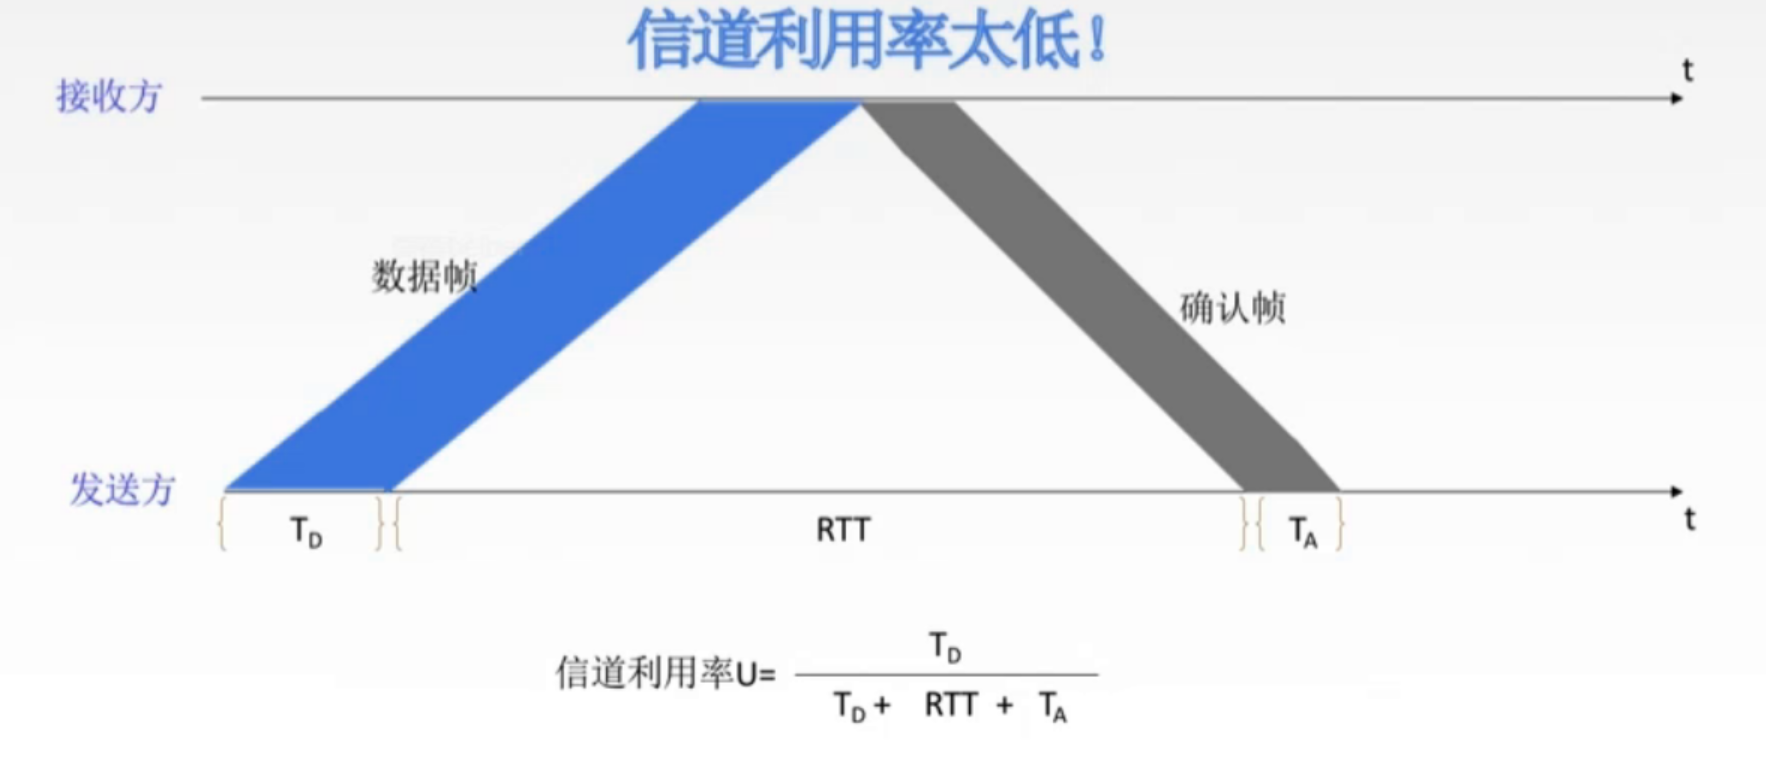 信道利用率太低!
t
接收方
数据帧
确认帧
发送方
T_D
RTT
T_A
t
信道利用率U=
T_D
T_D + RTT + T_A